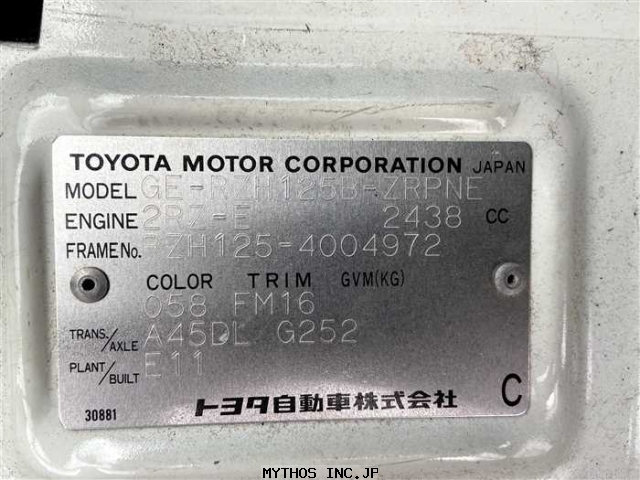 TOYOTA MOTOR CORPORATION JAPAN
MODEL GE-RZH125B-ZRPNE
ENGINE 2RZ-E 2438 CC
FRAME No. RZH125-4004972
COLOR TRIM GVM(KG)
058 FM16
TRANS./AXLE A45DL G252
PLANT/BUILT E11
30881 トヨタ自動車株式会社 C
MYTHOS INC.JP